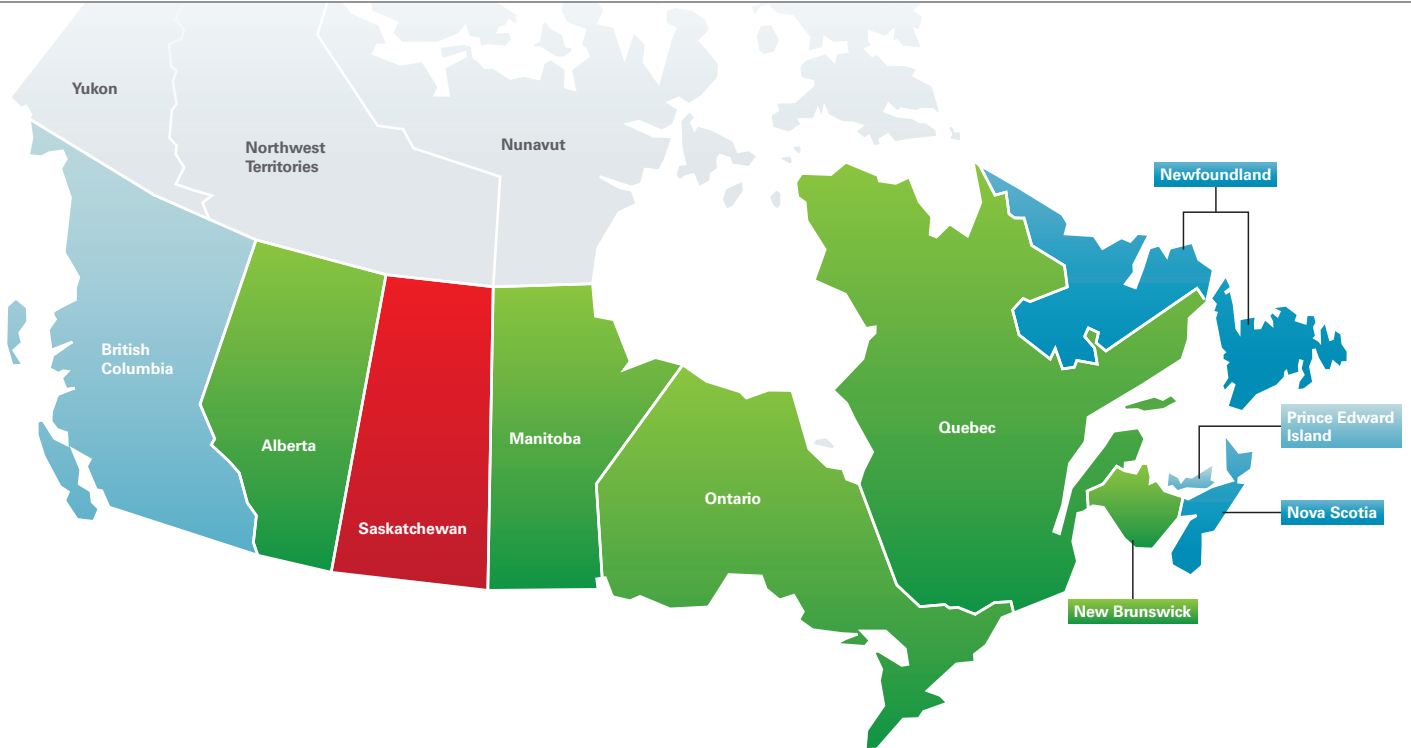 Yukon
Northwest
Territories
Nunavut
Newfoundland
British
Columbia
Alberta
Saskatchewan
Manitoba
Ontario
Quebec
Prince Edward
Island
Nova Scotia
New Brunswick